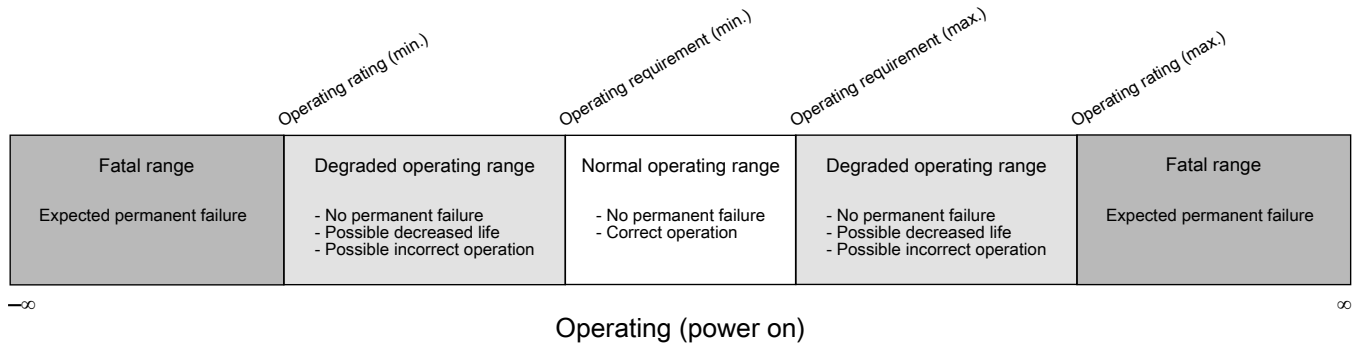 Operating rating (min.)
Operating requirement (min.)
Operating requirement (max.)
Operating rating (max.)
Fatal range
Expected permanent failure
Degraded operating range
- No permanent failure
- Possible decreased life
- Possible incorrect operation
Normal operating range
- No permanent failure
- Correct operation
Degraded operating range
- No permanent failure
- Possible decreased life
- Possible incorrect operation
Fatal range
Expected permanent failure
–∞
∞
Operating (power on)